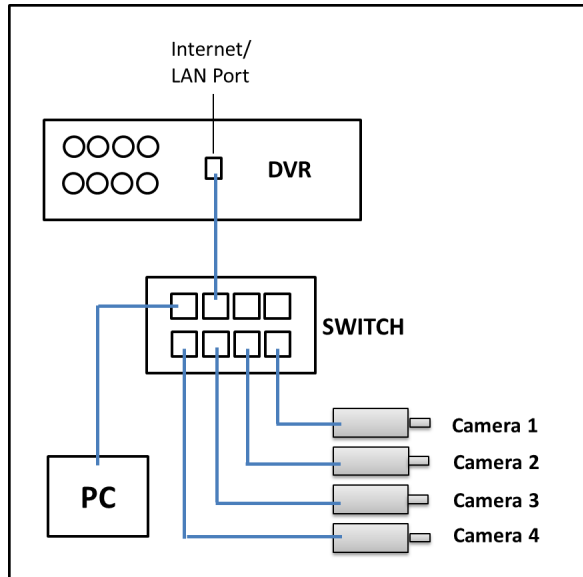 Internet/
LAN Port
DVR
SWITCH
Camera 1
Camera 2
PC
Camera 3
Camera 4